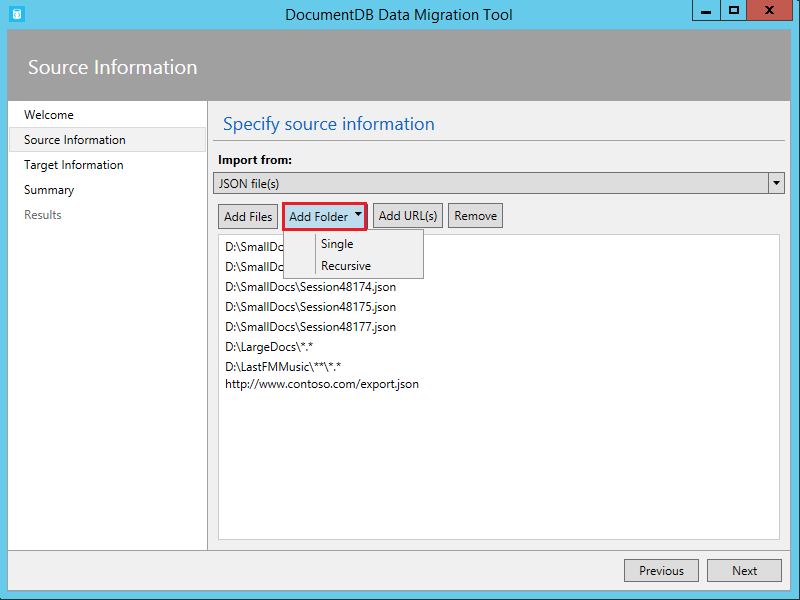 DocumentDB Data Migration Tool
Source Information
Welcome
Source Information
Target Information
Summary
Results
Specify source information
Import from:
JSON file(s)
Add Files Add Folder Add URL(s) Remove
Single
Recursive
D:\SmallDo
D:\SmallDo
D:\SmallDocs\Session48174.json
D:\SmallDocs\Session48175.json
D:\SmallDocs\Session48177.json
D:\LargeDocs\*.*
D:\LastFMMusic\**\*.*
http://www.contoso.com/export.json
Previous Next